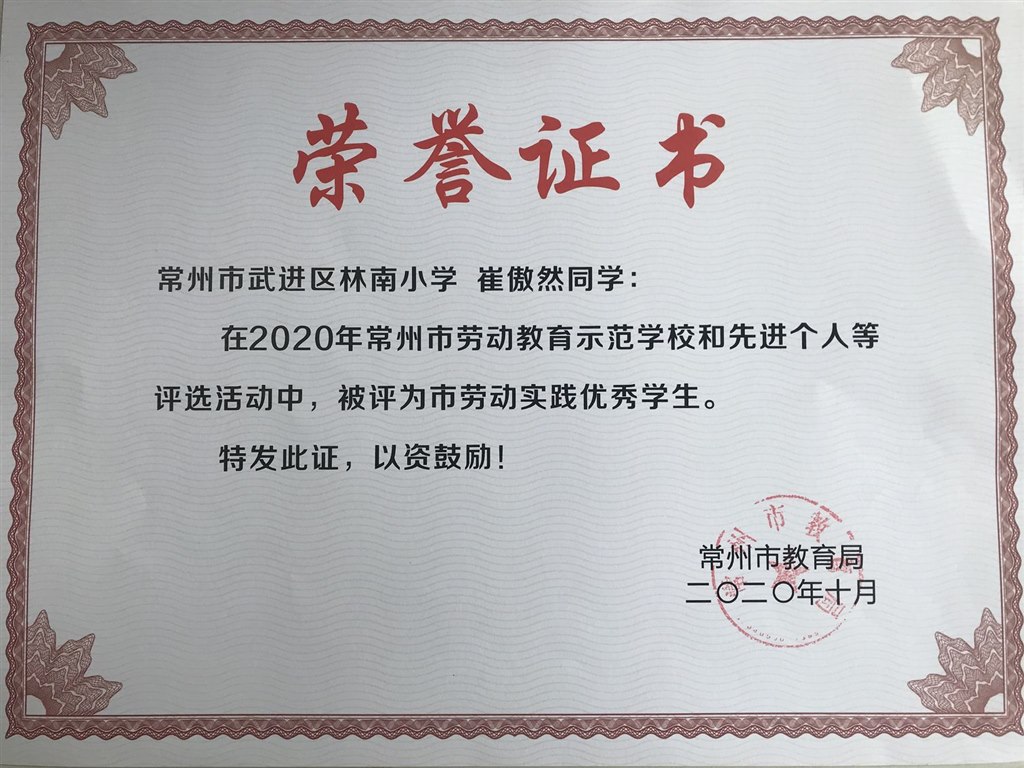 荣誉证书
常州市武进区林南小学 崔傲然同学：
在2020年常州市劳动教育示范学校和先进个人等
评选活动中，被评为市劳动实践优秀学生。
特发此证，以资鼓励！
常州市教育局
二〇二〇年十月